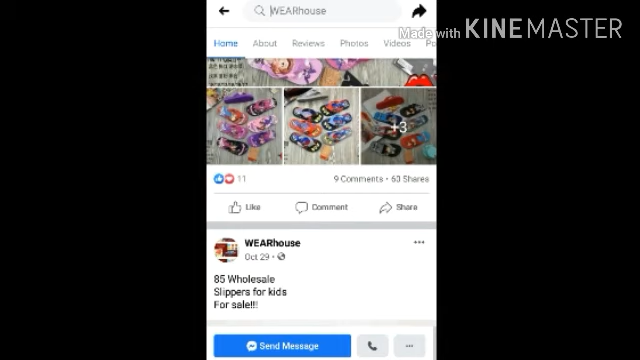 WEARhouse
Made with KINEMASTER
Home About Reviews Photos Videos Po
+3
11 9 Comments • 60 Shares
Like Comment Share
WEARhouse
Oct 29 •
85 Wholesale
Slippers for kids
For sale!!!
Send Message